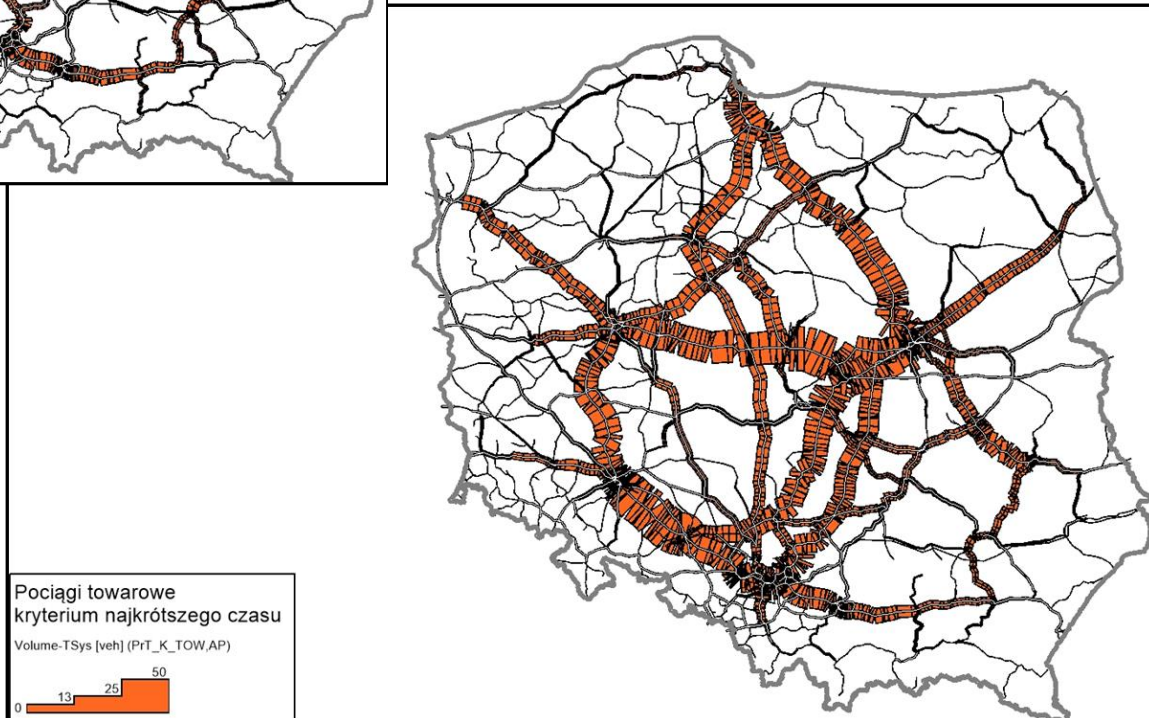 Pociągi towarowe
kryterium najkrótszego czasu
Volume-TSys [veh] (PrT_K_TOW,AP)
0 13 25 50